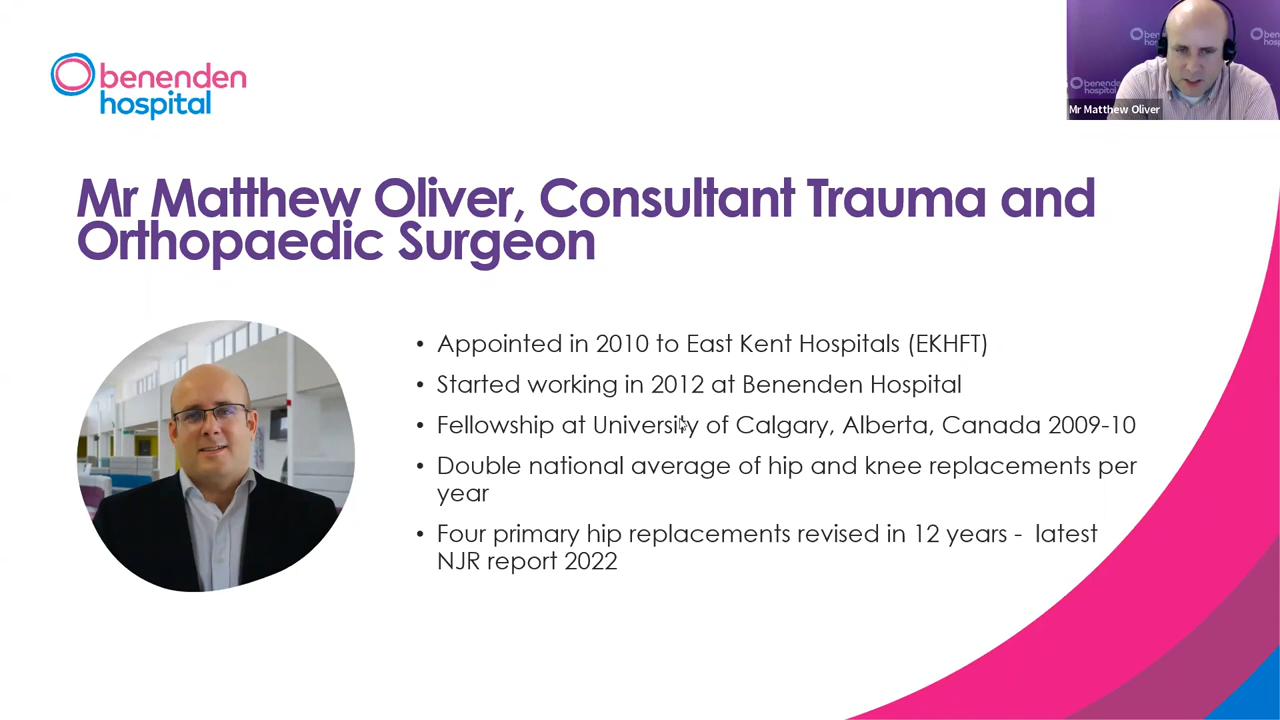 benenden
hospital
Mr Matthew Oliver
Mr Matthew Oliver, Consultant Trauma and
Orthopaedic Surgeon
• Appointed in 2010 to East Kent Hospitals (EKHFT)
• Started working in 2012 at Benenden Hospital
• Fellowship at University of Calgary, Alberta, Canada 2009-10
• Double national average of hip and knee replacements per
year
• Four primary hip replacements revised in 12 years - latest
NJR report 2022
benenden
hospital